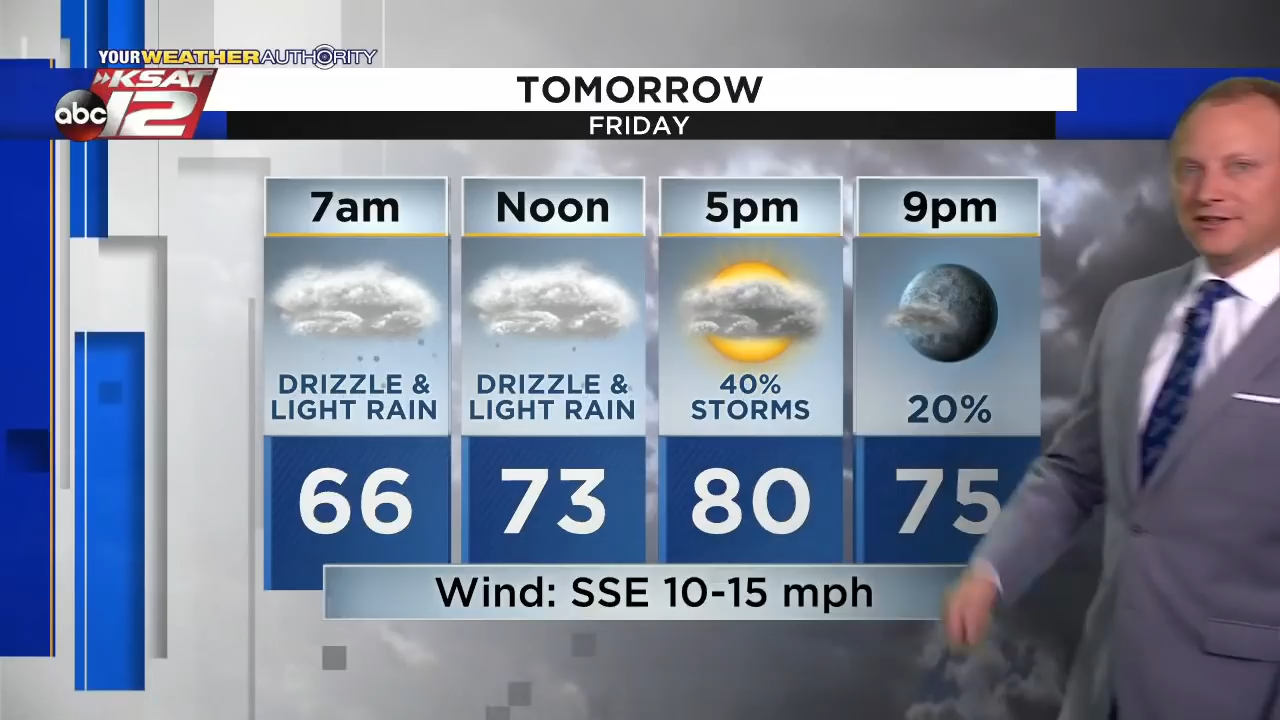 YOURWEATHERAUTHORITY
KSAT
abc 12
TOMORROW
FRIDAY
7am Noon 5pm 9pm
DRIZZLE & DRIZZLE & 40% 20%
LIGHT RAIN LIGHT RAIN STORMS
66 73 80 75
Wind: SSE 10-15 mph